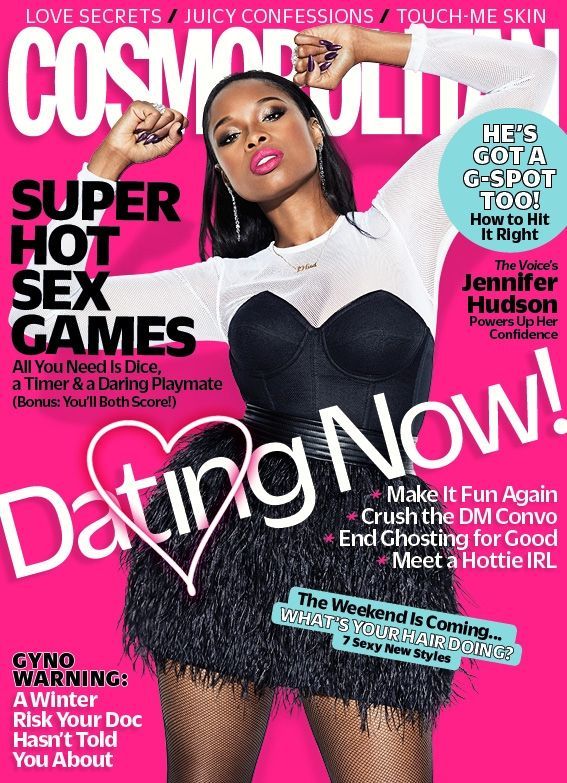 LOVE SECRETS / JUICY CONFESSIONS / TOUCH-ME SKIN
COSMOPOLITAN
HE'S
GOT A
G-SPOT
TOO!
How to Hit
It Right
SUPER
HOT
SEX
GAMES
All You Need Is Dice,
a Timer & a Daring Playmate
(Bonus: You'll Both Score!)
The Voice's
Jennifer
Hudson
Powers Up Her
Confidence
Dating Now!
* Make It Fun Again
* Crush the DM Convo
* End Ghosting for Good
* Meet a Hottie IRL
The Weekend Is Coming...
WHAT'S YOUR HAIR DOING?
7 Sexy New Styles
GYNO
WARNING:
A Winter
Risk Your Doc
Hasn't Told
You About